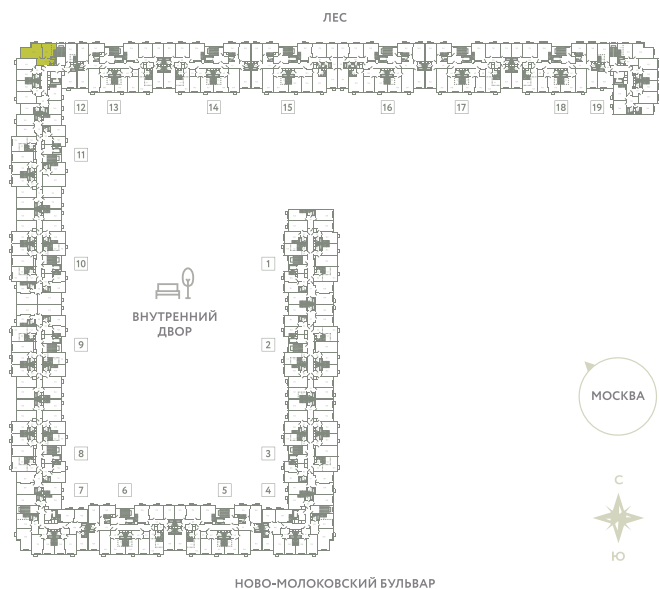 ЛЕС
12 13 14 15 16 17 18 19
11
10 1
ВНУТРЕННИЙ
ДВОР
9 2
МОСКВА
8 3
7 6 5 4
С
Ю
НОВО-МОЛОКОВСКИЙ БУЛЬВАР